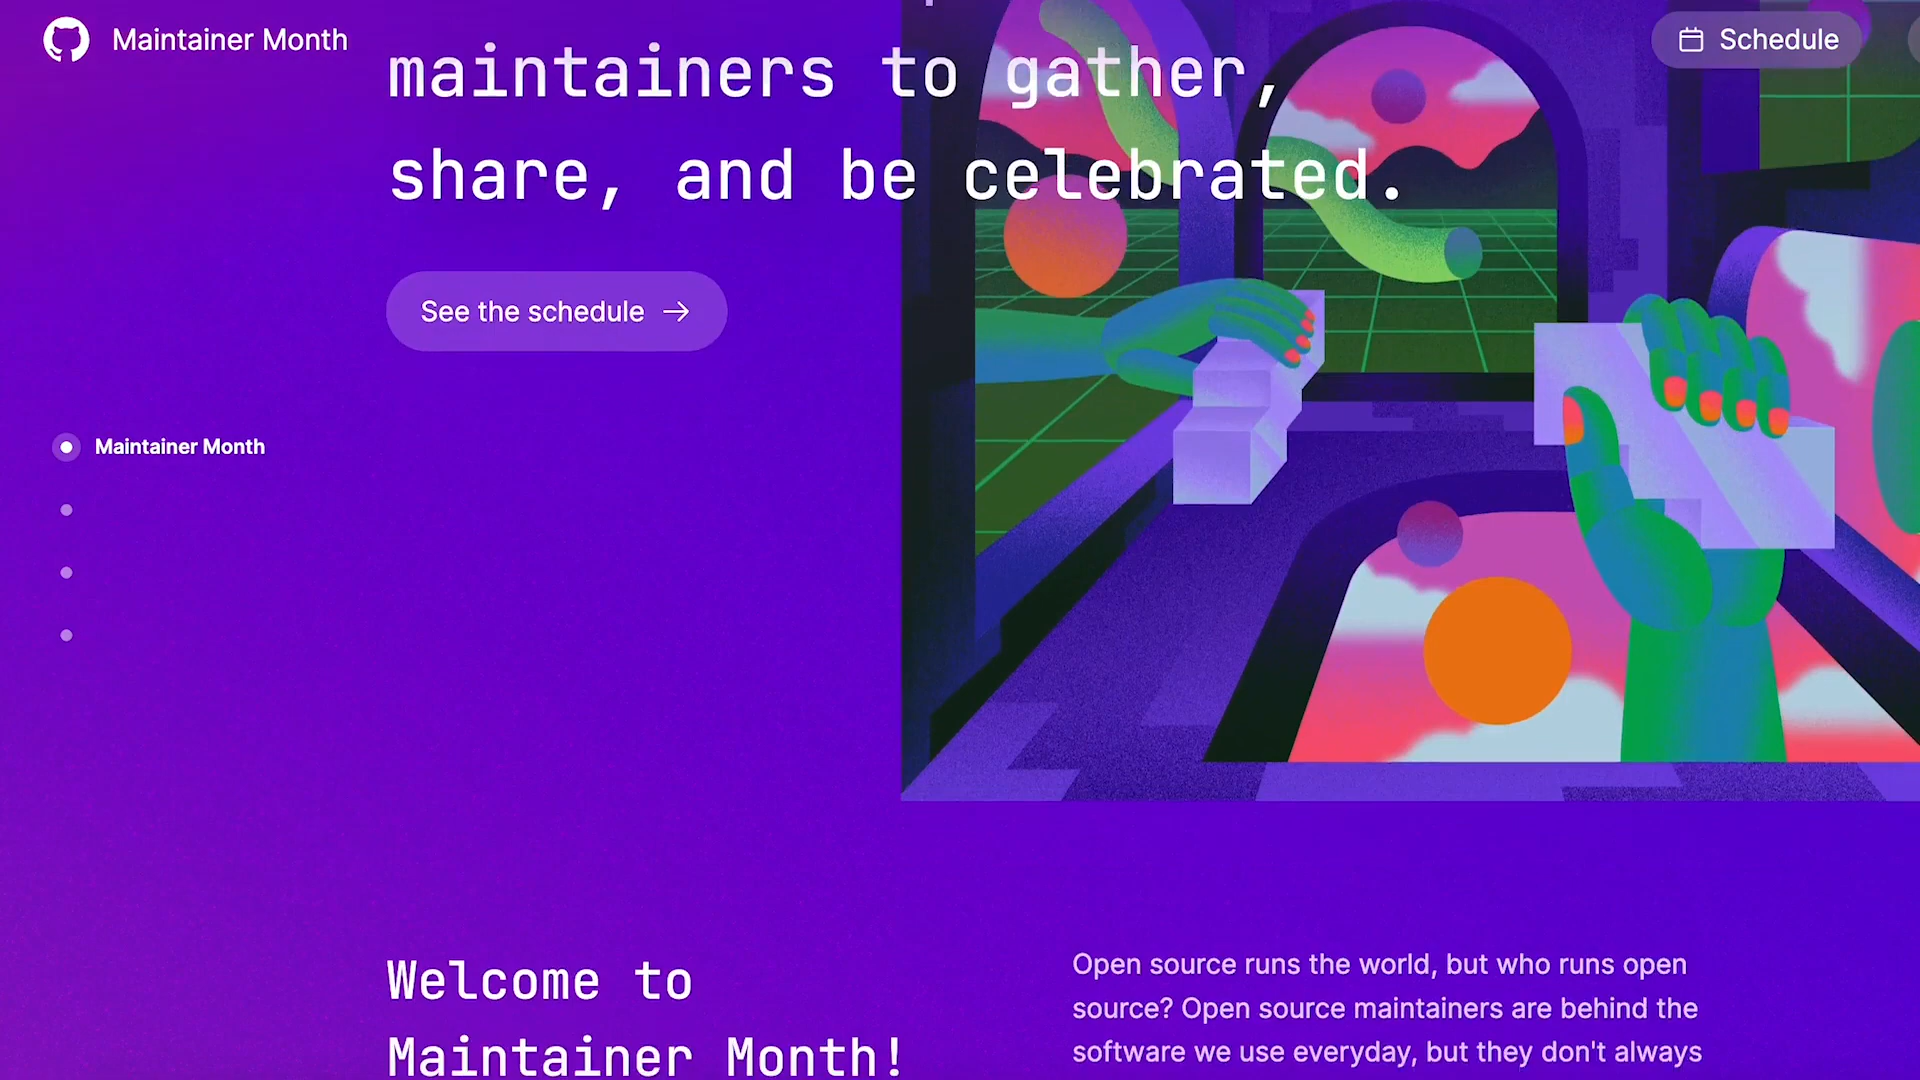 Maintainer Month
Schedule
maintainers to gather,
share, and be celebrated.
See the schedule
Maintainer Month
Welcome to
Maintainer Month!
Open source runs the world, but who runs open
source? Open source maintainers are behind the
software we use everyday, but they don't always